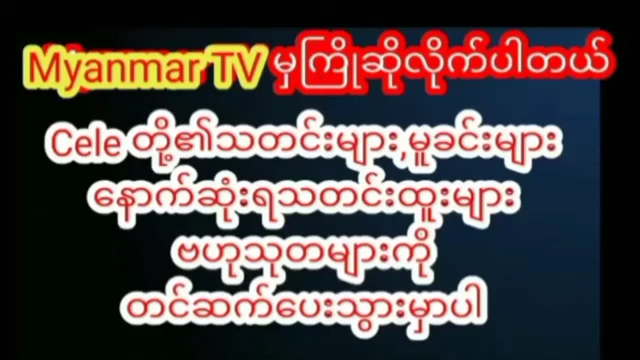 Myanmar TV မှကြိုဆိုလိုက်ပါတယ်
Cele တို့၏သတင်းများ,မူခင်းများ
နောက်ဆုံးရသတင်းထူးများ
ဗဟုသုတများကို
တင်ဆက်ပေးသွားမှာပါ